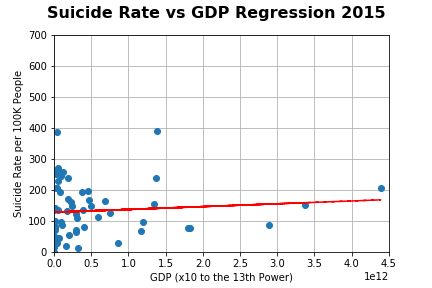 Suicide Rate vs GDP Regression 2015
700
600
500
400
300
200
100
0
Suicide Rate per 100K People
0.0 0.5 1.0 1.5 2.0 2.5 3.0 3.5 4.0 4.5
1e12
GDP (x10 to the 13th Power)